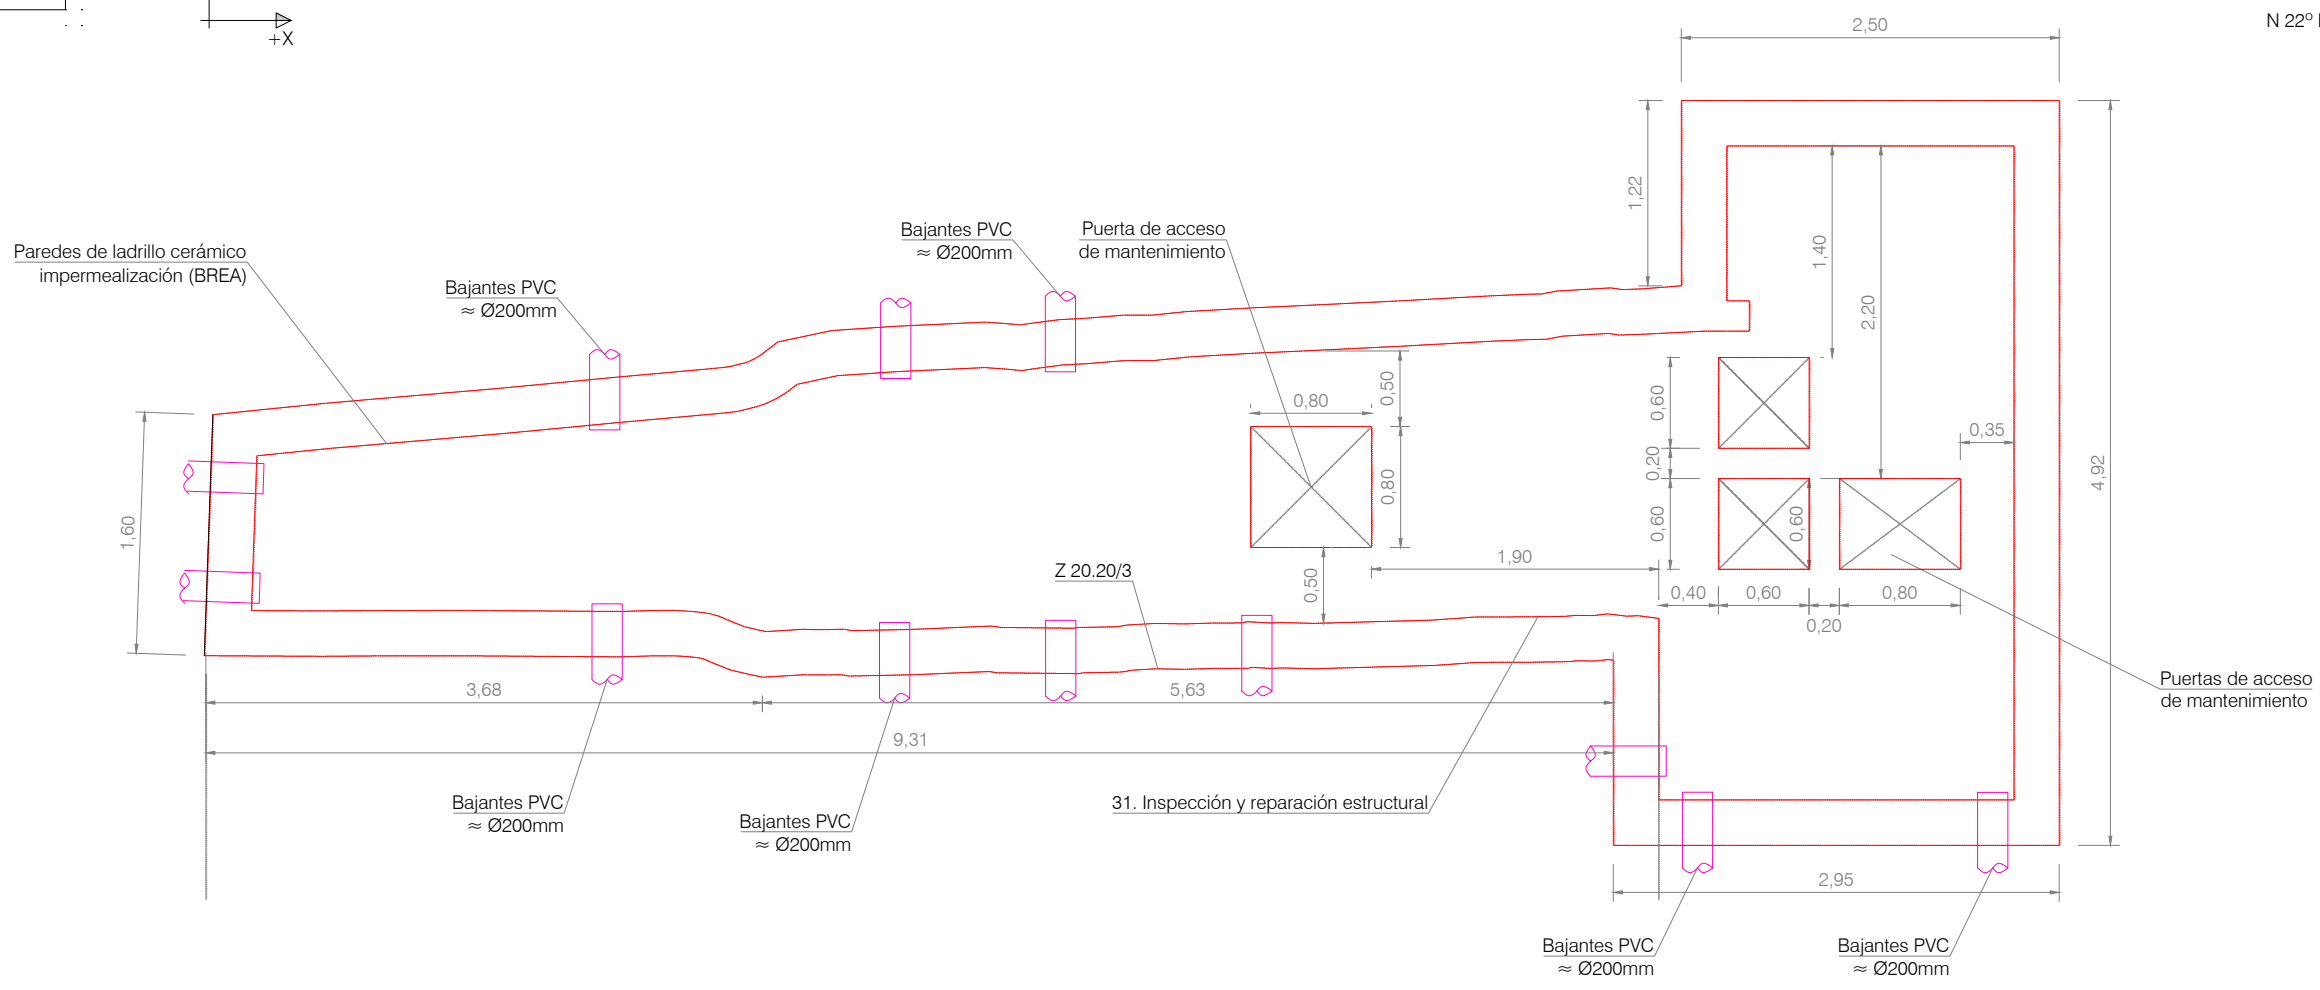 +X
N 22º
2,50
1,22
Bajantes PVC
≈ Ø200mm
Puerta de acceso
de mantenimiento
1,40
Paredes de ladrillo cerámico
impermealización (BREA)
Bajantes PVC
≈ Ø200mm
2,20
0,50
0,80
0,60
0,35
0,20
4,92
0,80
1,60
0,60
0,60
1,90
Z 20.20/3
0,50
0,40
0,60
0,80
0,20
3,68
5,63
Puertas de acceso
de mantenimiento
9,31
Bajantes PVC
≈ Ø200mm
31. Inspección y reparación estructural
Bajantes PVC
≈ Ø200mm
2,95
Bajantes PVC
≈ Ø200mm
Bajantes PVC
≈ Ø200mm